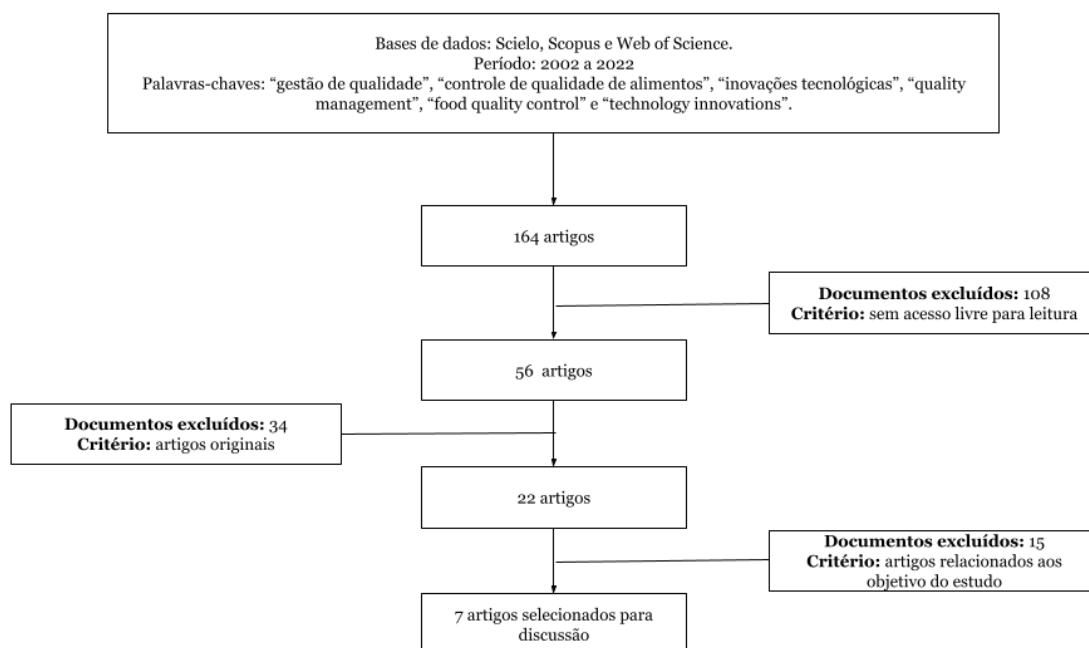 Bases de dados: Scielo, Scopus e Web of Science.
Período: 2002 a 2022
Palavras-chaves: “gestão de qualidade”, “controle de qualidade de alimentos”, “inovações tecnológicas”, “quality
management”, “food quality control” e “technology innovations”.
164 artigos
Documentos excluídos: 108
Critério: sem acesso livre para leitura
56 artigos
Documentos excluídos: 34
Critério: artigos originais
22 artigos
Documentos excluídos: 15
Critério: artigos relacionados aos
objetivo do estudo
7 artigos selecionados para
discussão